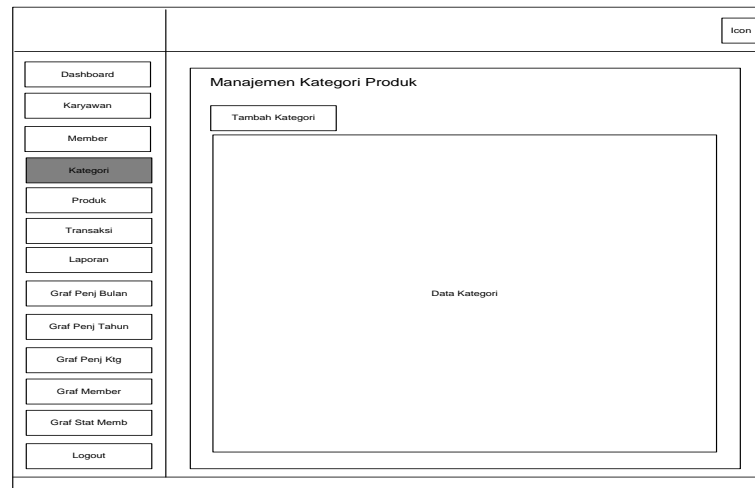 Icon
Dashboard
Karyawan
Member
Kategori
Produk
Transaksi
Laporan
Graf Penj Bulan
Graf Penj Tahun
Graf Penj Ktg
Graf Member
Graf Stat Memb
Logout
Manajemen Kategori Produk
Tambah Kategori
Data Kategori